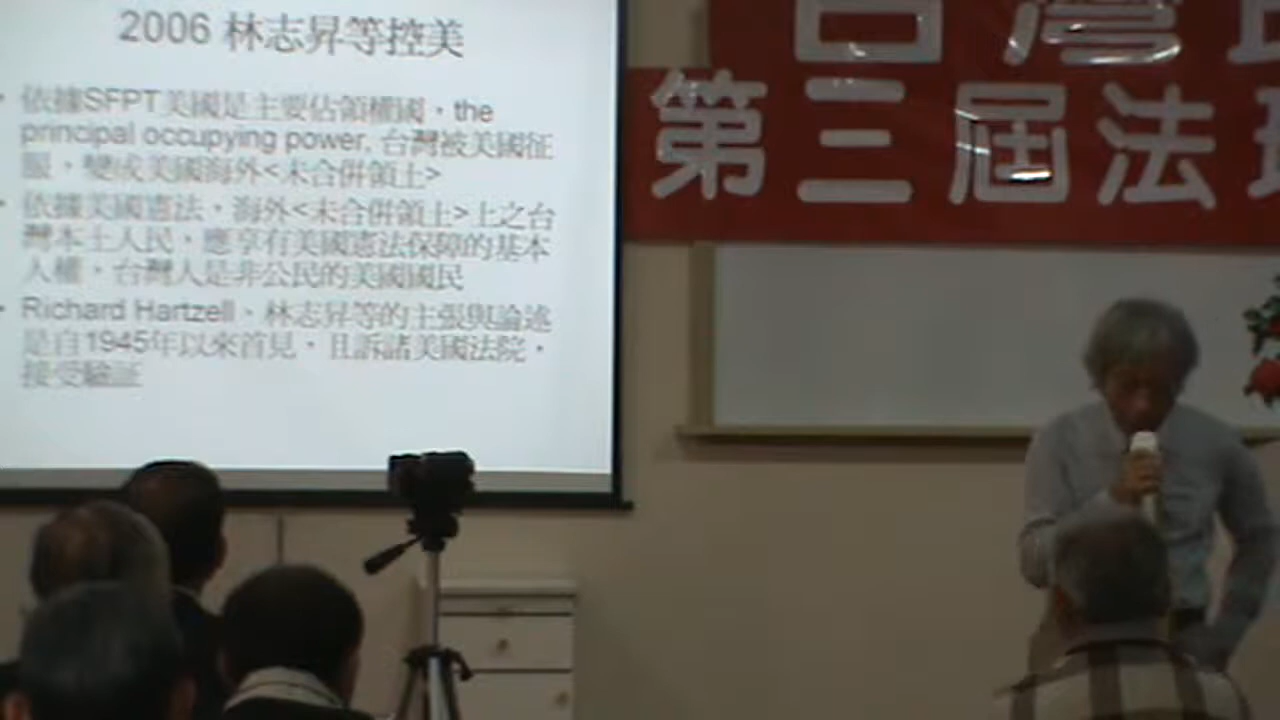 2006 林志昇等控美
依據SFPT美國是主要佔領權國，the
principal occupying power, 台灣被美國征
服，變成美國海外<未合併領土>
依據美國憲法，海外<未合併領土>上之台
灣本土人民，應享有美國憲法保障的基本
人權，台灣人是非公民的美國國民
Richard Hartzell、林志昇等的主張與論述
是自1945年以來首見，且訴諸美國法院，
接受驗証
台灣
第三屆法